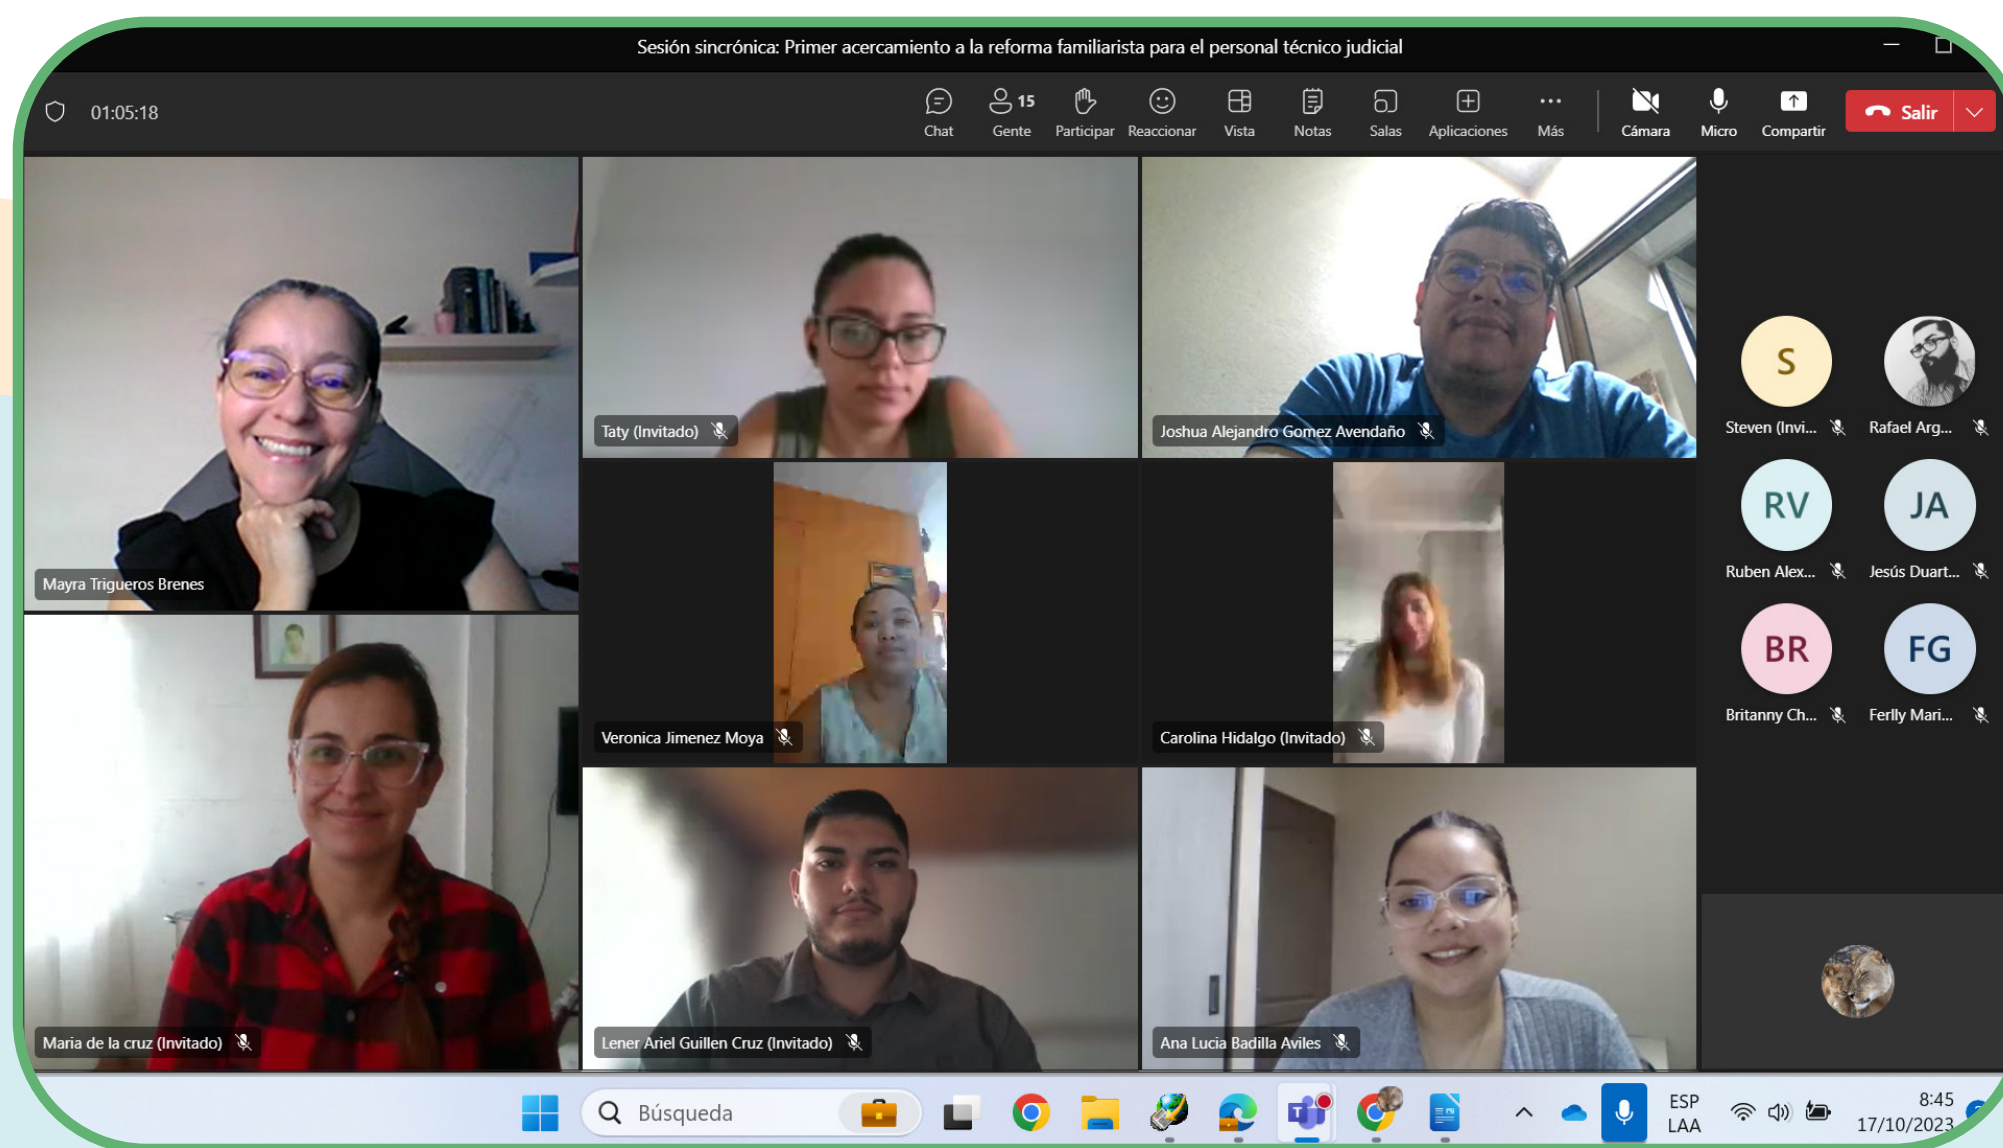 Sesión sincrónica: Primer acercamiento a la reforma familiarista para el personal técnico judicial
01:05:18
15
Chat Gente Participar Reaccionar Vista Notas Salas Aplicaciones Más Cámara Micro Compartir Salir
Mayra Trigueros Brenes
Taty (Invitado)
Joshua Alejandro Gomez Avendaño
S
Steven (Invi... Rafael Arg...
RV JA
Ruben Alex... Jesús Duart...
BR FG
Britanny Ch... Ferlly Mari...
Veronica Jimenez Moya
Carolina Hidalgo (Invitado)
Maria de la cruz (Invitado)
Lener Ariel Guillen Cruz (Invitado)
Ana Lucia Badilla Aviles
Búsqueda
ESP
LAA
8:45
17/10/2023